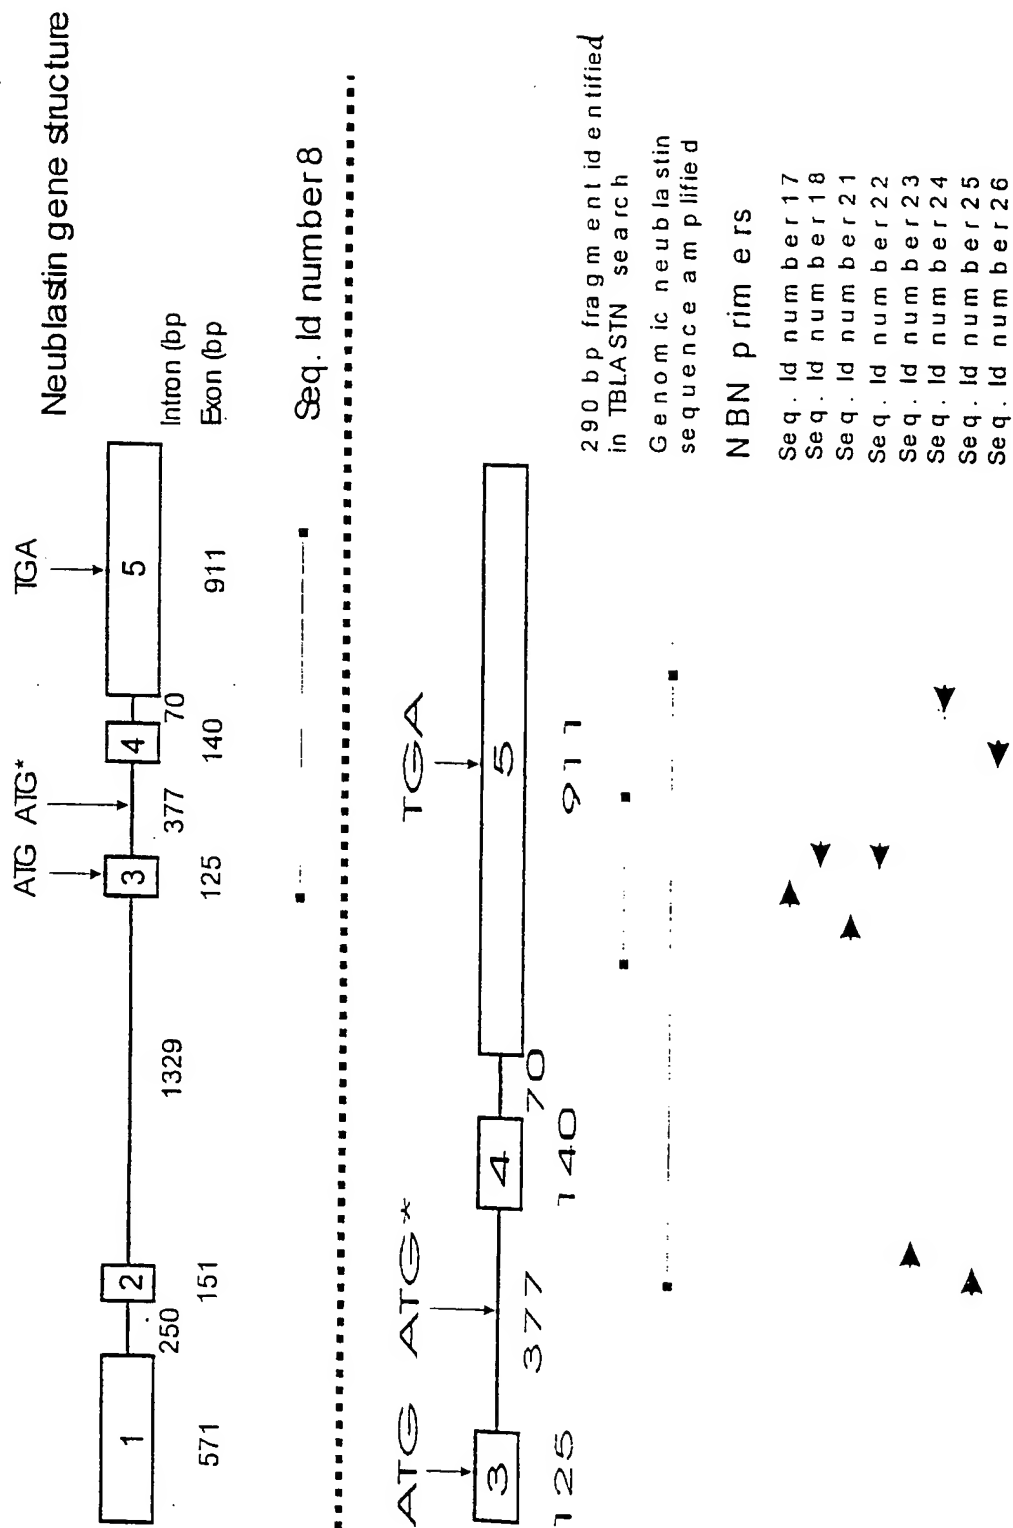 Neublastin gene structure
ATG ATG* TGA
1 2 3 4 5
250 1329 377 70 Intron (bp
571 151 125 140 911 Exon (bp
Seq. Id number 8
ATG ATG* TGA
3 4 5
377 70
125 140 911
290 bp fragment identified
in TBLASTN search
Genomic neublastin
sequence amplified
NBN primers
Seq. Id number 17
Seq. Id number 18
Seq. Id number 21
Seq. Id number 22
Seq. Id number 23
Seq. Id number 24
Seq. Id number 25
Seq. Id number 26